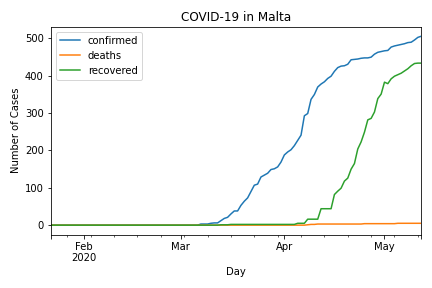 COVID-19 in Malta
confirmed
deaths
recovered
Number of Cases
500
400
300
200
100
0
Feb Mar Apr May
2020
Day